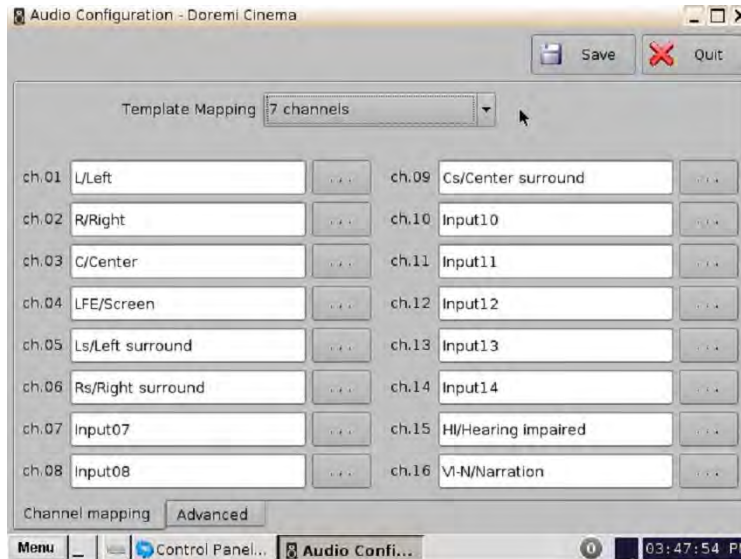 Audio Configuration - Doremi Cinema
Save
Quit
Template Mapping
7 channels
ch.01 L/Left ...
ch.02 R/Right ...
ch.03 C/Center ...
ch.04 LFE/Screen ...
ch.05 Ls/Left surround ...
ch.06 Rs/Right surround ...
ch.07 Input07 ...
ch.08 Input08 ...
ch.09 Cs/Center surround ...
ch.10 Input10 ...
ch.11 Input11 ...
ch.12 Input12 ...
ch.13 Input13 ...
ch.14 Input14 ...
ch.15 HI/Hearing impaired ...
ch.16 VI-N/Narration ...
Channel mapping
Advanced
Menu
Control Panel...
Audio Confi...
0
03:47:54